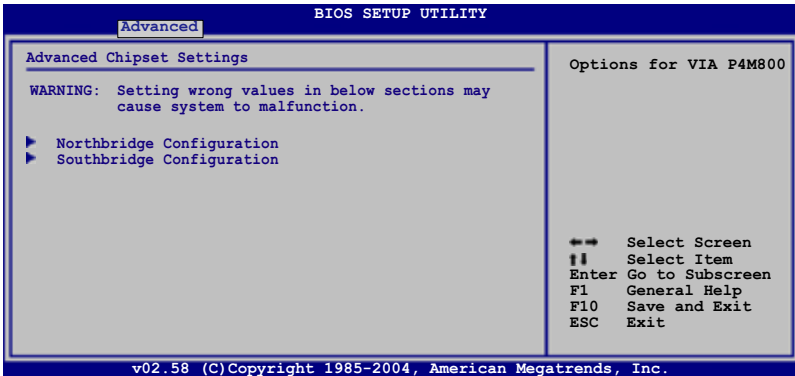 BIOS SETUP UTILITY
Advanced
Advanced Chipset Settings
WARNING: Setting wrong values in below sections may
cause system to malfunction.
Northbridge Configuration
Southbridge Configuration
Options for VIA P4M800
Select Screen
Select Item
Enter Go to Subscreen
F1 General Help
F10 Save and Exit
ESC Exit
v02.58 (C)Copyright 1985-2004, American Megatrends, Inc.